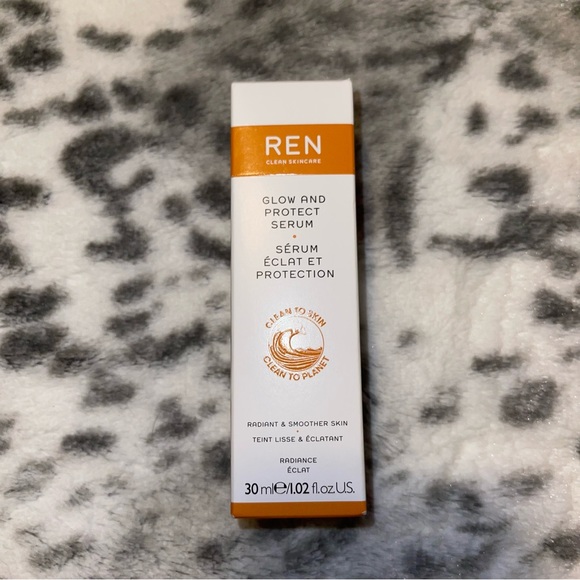 REN
CLEAN SKINCARE
GLOW AND
PROTECT
SERUM
•
SÉRUM
ÉCLAT ET
PROTECTION
CLEAN TO SKIN
CLEAN TO PLANET
RADIANT & SMOOTHER SKIN
•
TEINT LISSE & ÉCLATANT
RADIANCE
ÉCLAT
30 ml℮/1.02 fl.oz.U.S.